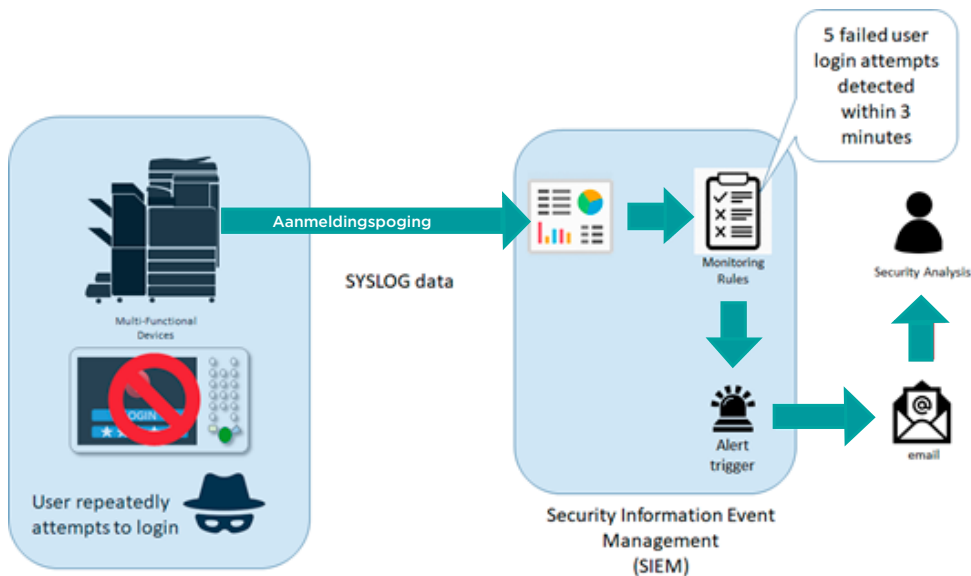 5 failed user
login attempts
detected
within 3
minutes
Aanmeldingspoging
SYSLOG data
Multi-Functional
Devices
LOGIN
User repeatedly
attempts to login
Monitoring
Rules
Alert
trigger
Security Analysis
@
email
Security Information Event
Management
(SIEM)